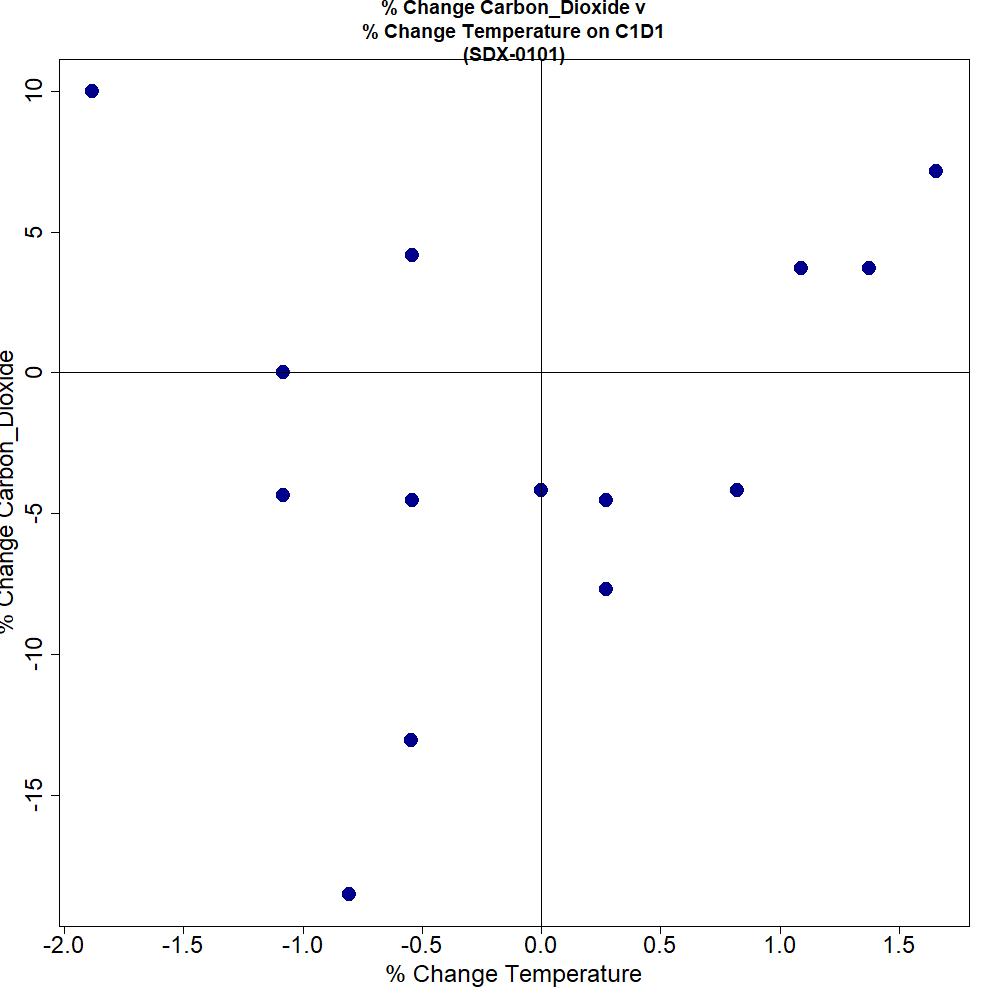 % Change Carbon_Dioxide v
% Change Temperature on C1D1
(SDX-0101)
10
5
0
-5
-10
-15
% Change Carbon_Dioxide
-2.0
-1.5
-1.0
-0.5
0.0
0.5
1.0
1.5
% Change Temperature